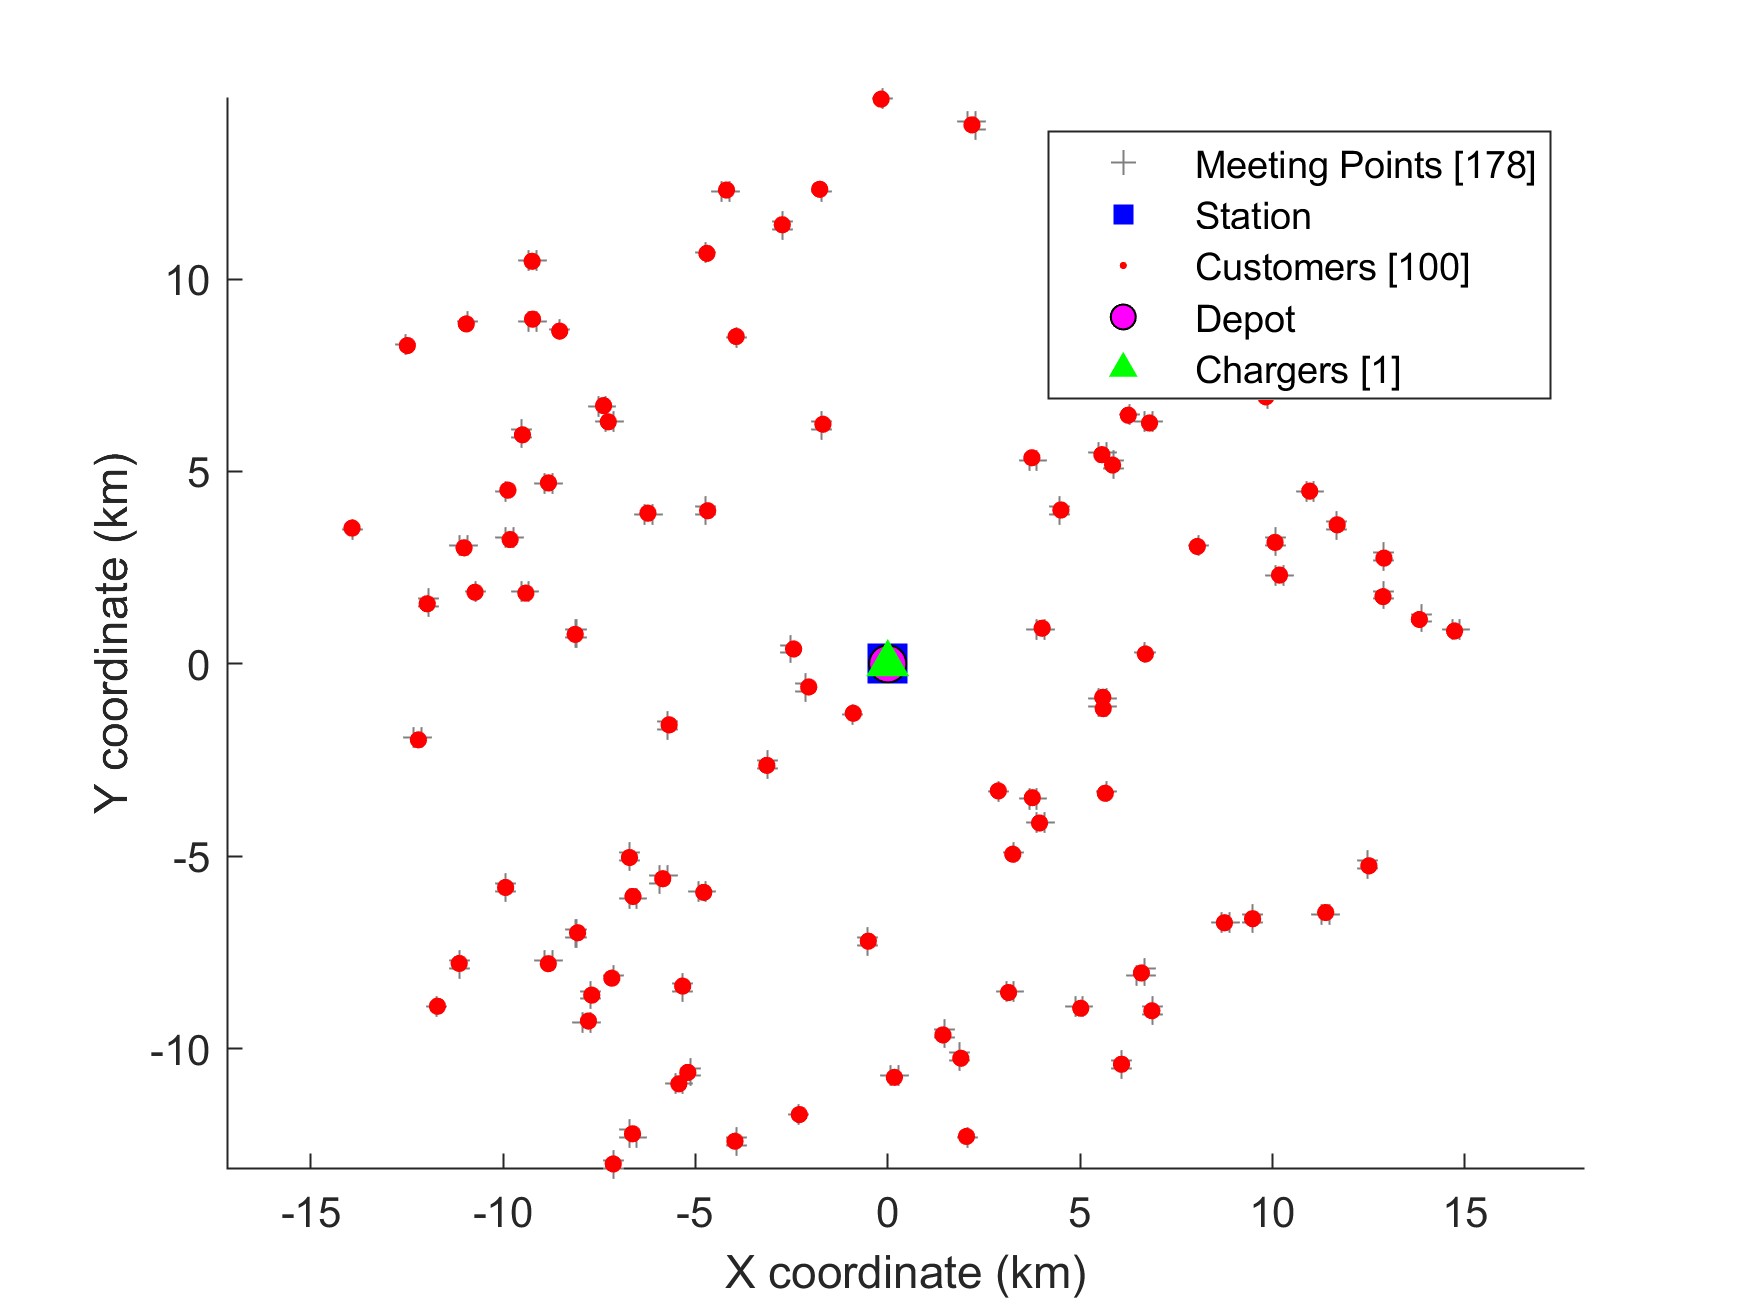 Meeting Points [178]
Station
Customers [100]
Depot
Chargers [1]
10
5
0
-5
-10
Y coordinate (km)
-15 -10 -5 0 5 10 15
X coordinate (km)